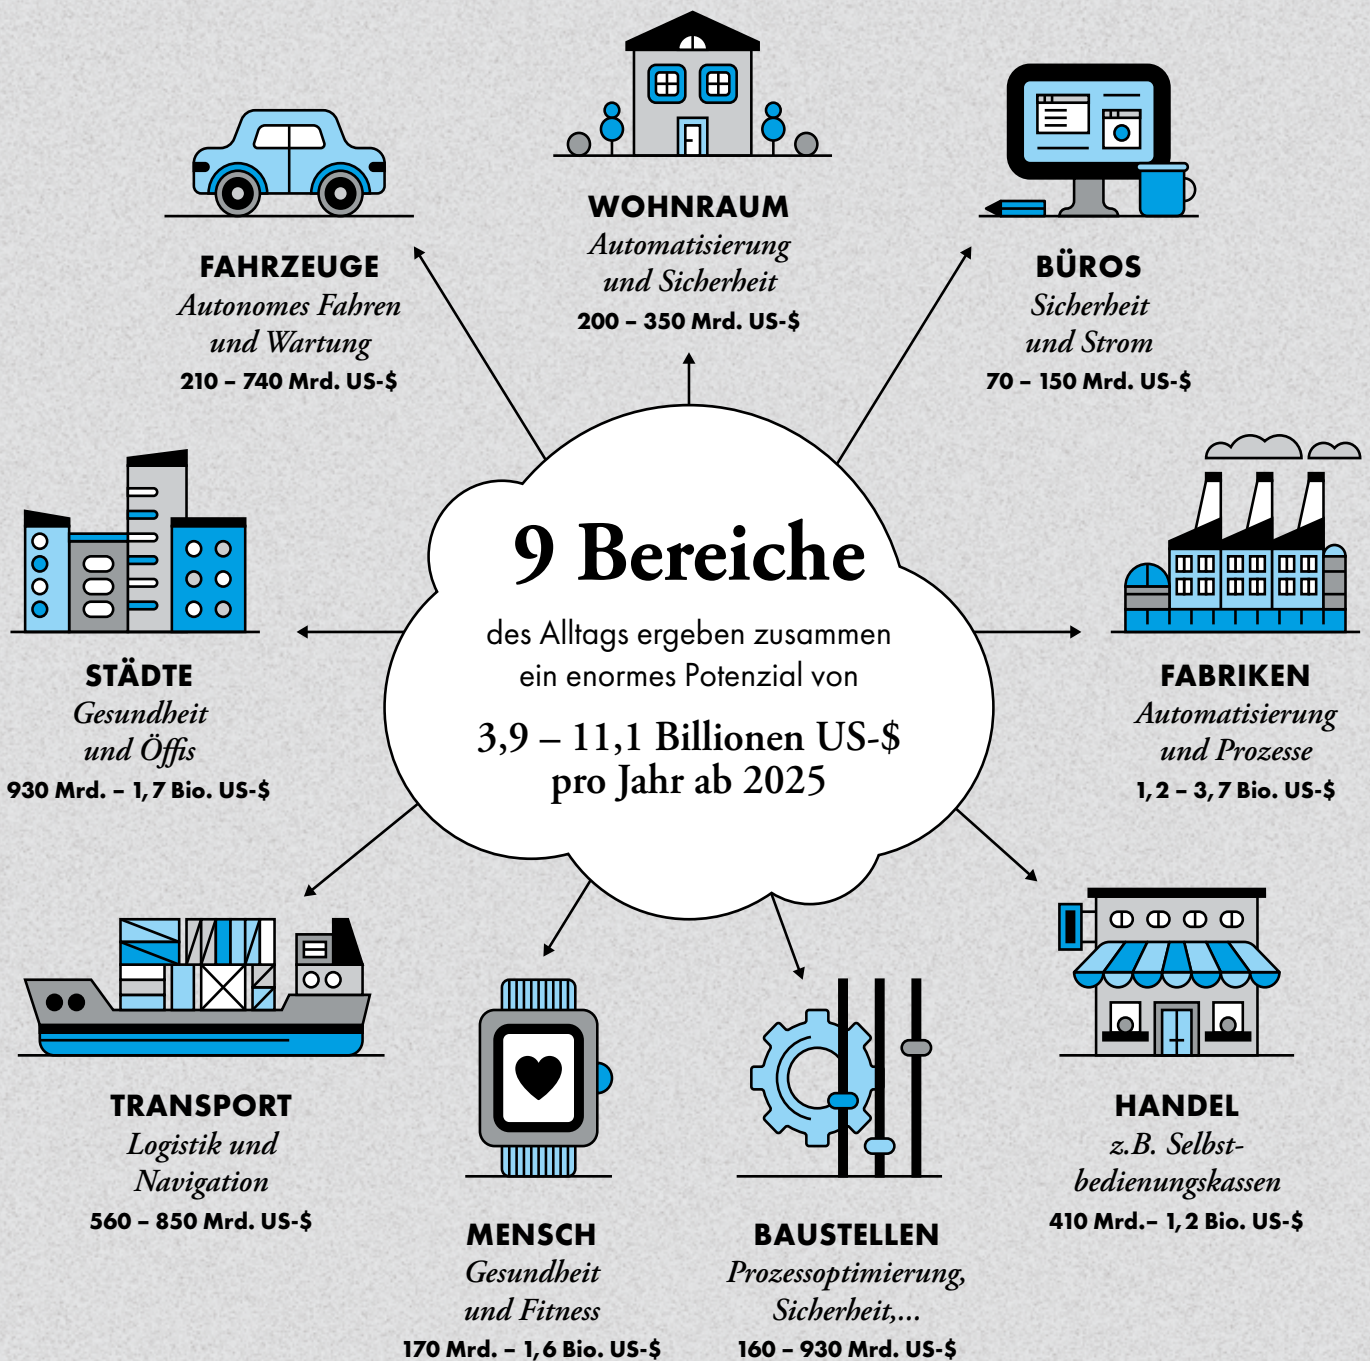 WOHNRAUM
Automatisierung
und Sicherheit
200 – 350 Mrd. US-$
FAHRZEUGE
Autonomes Fahren
und Wartung
210 – 740 Mrd. US-$
BÜROS
Sicherheit
und Strom
70 – 150 Mrd. US-$
9 Bereiche
des Alltags ergeben zusammen
ein enormes Potenzial von
3,9 – 11,1 Billionen US-$
pro Jahr ab 2025
STÄDTE
Gesundheit
und Öffis
930 Mrd. – 1,7 Bio. US-$
FABRIKEN
Automatisierung
und Prozesse
1,2 – 3,7 Bio. US-$
TRANSPORT
Logistik und
Navigation
560 – 850 Mrd. US-$
MENSCH
Gesundheit
und Fitness
170 Mrd. – 1,6 Bio. US-$
BAUSTELLEN
Prozessoptimierung,
Sicherheit,...
160 – 930 Mrd. US-$
HANDEL
z.B. Selbst-
bedienungskassen
410 Mrd.– 1,2 Bio. US-$